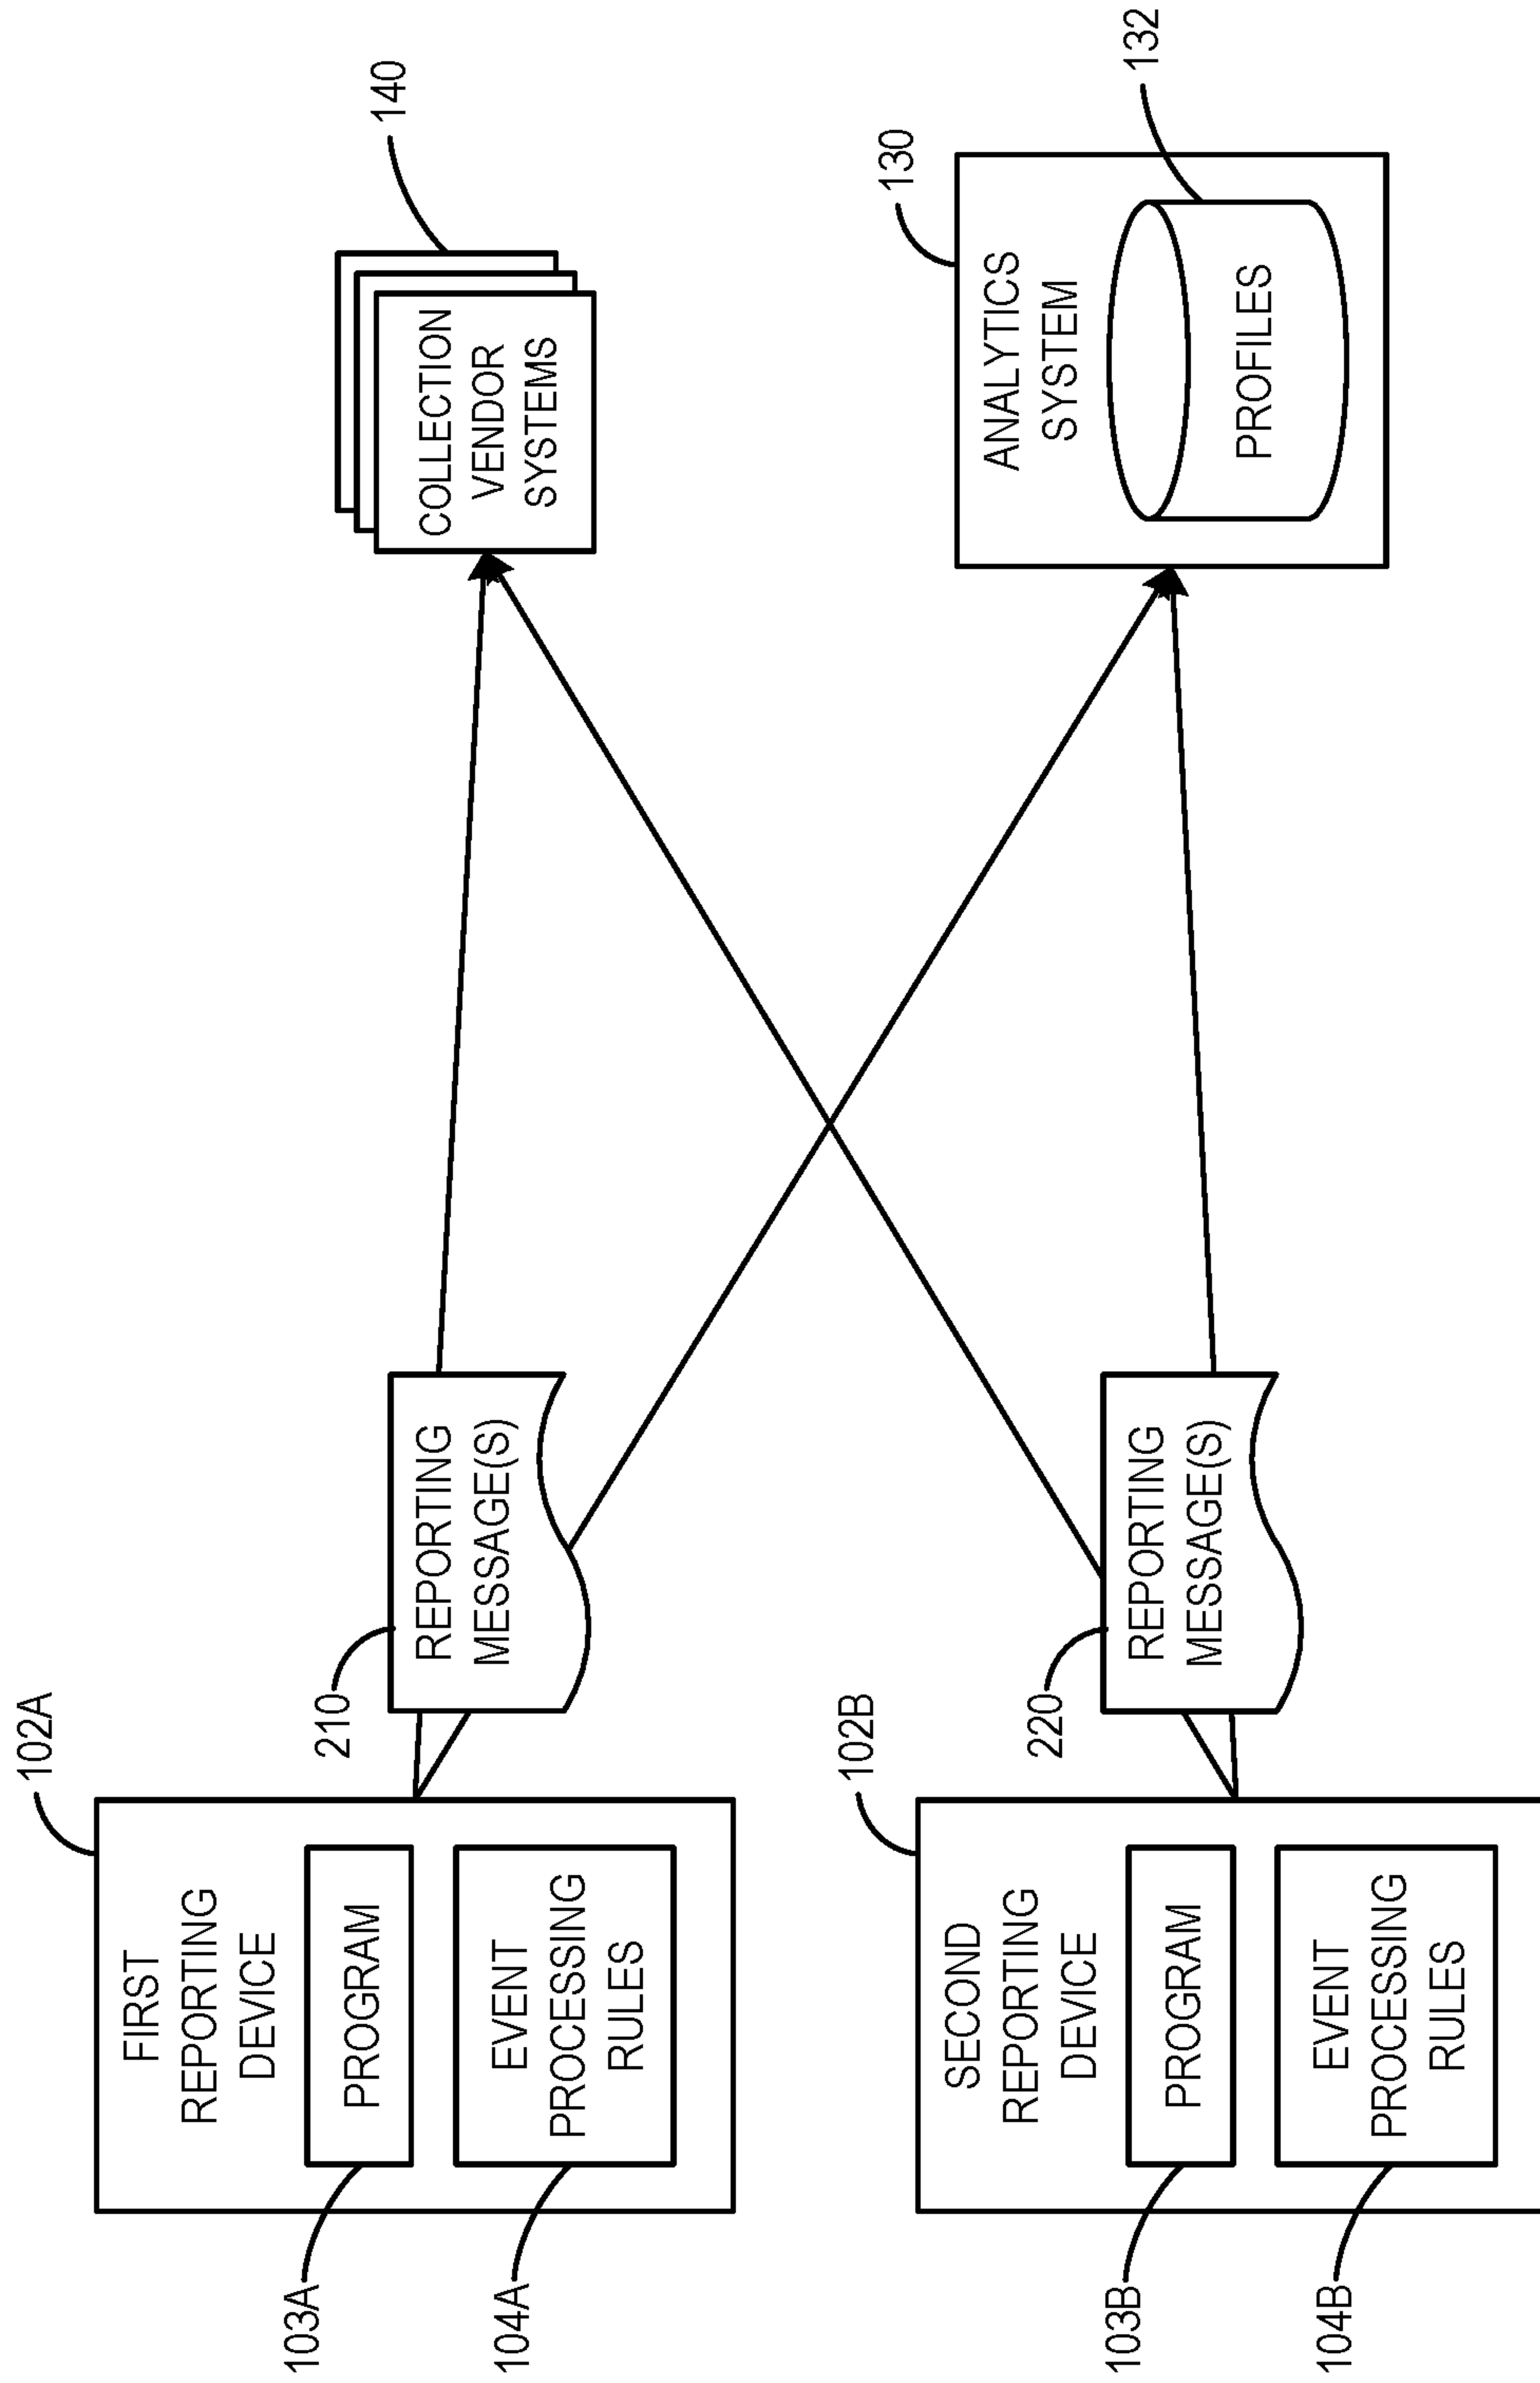 102A
FIRST
REPORTING
DEVICE
PROGRAM
103A
EVENT
PROCESSING
RULES
104A
210
REPORTING
MESSAGE(S)
140
COLLECTION
VENDOR
SYSTEMS
102B
SECOND
REPORTING
DEVICE
PROGRAM
103B
EVENT
PROCESSING
RULES
104B
220
REPORTING
MESSAGE(S)
130
ANALYTICS
SYSTEM
132
PROFILES